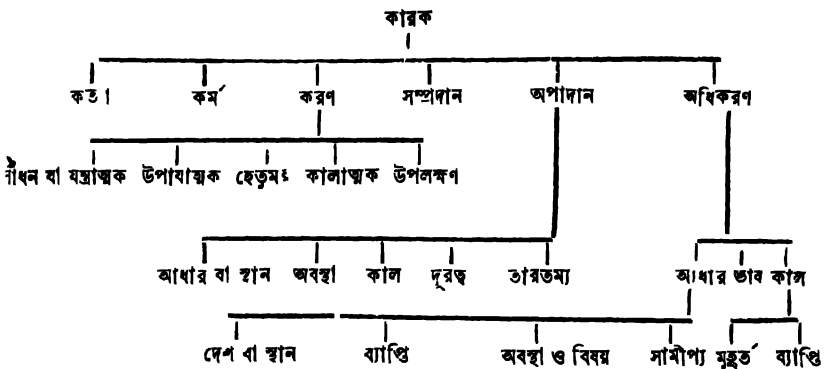 কারক
কর্তা কর্ম করণ সম্প্রদান অপাদান অধিকরণ
সাধন বা যন্ত্রাত্মক উপায়াত্মক হেতুময় কালাত্মক উপলক্ষণ
আধার বা স্থান অবস্থা কাল দূরত্ব তারতম্য আধার ভাব কাল
দেশ বা স্থান ব্যাপ্তি অবস্থা ও বিষয় সামীপ্য মুহূর্ত ব্যাপ্তি